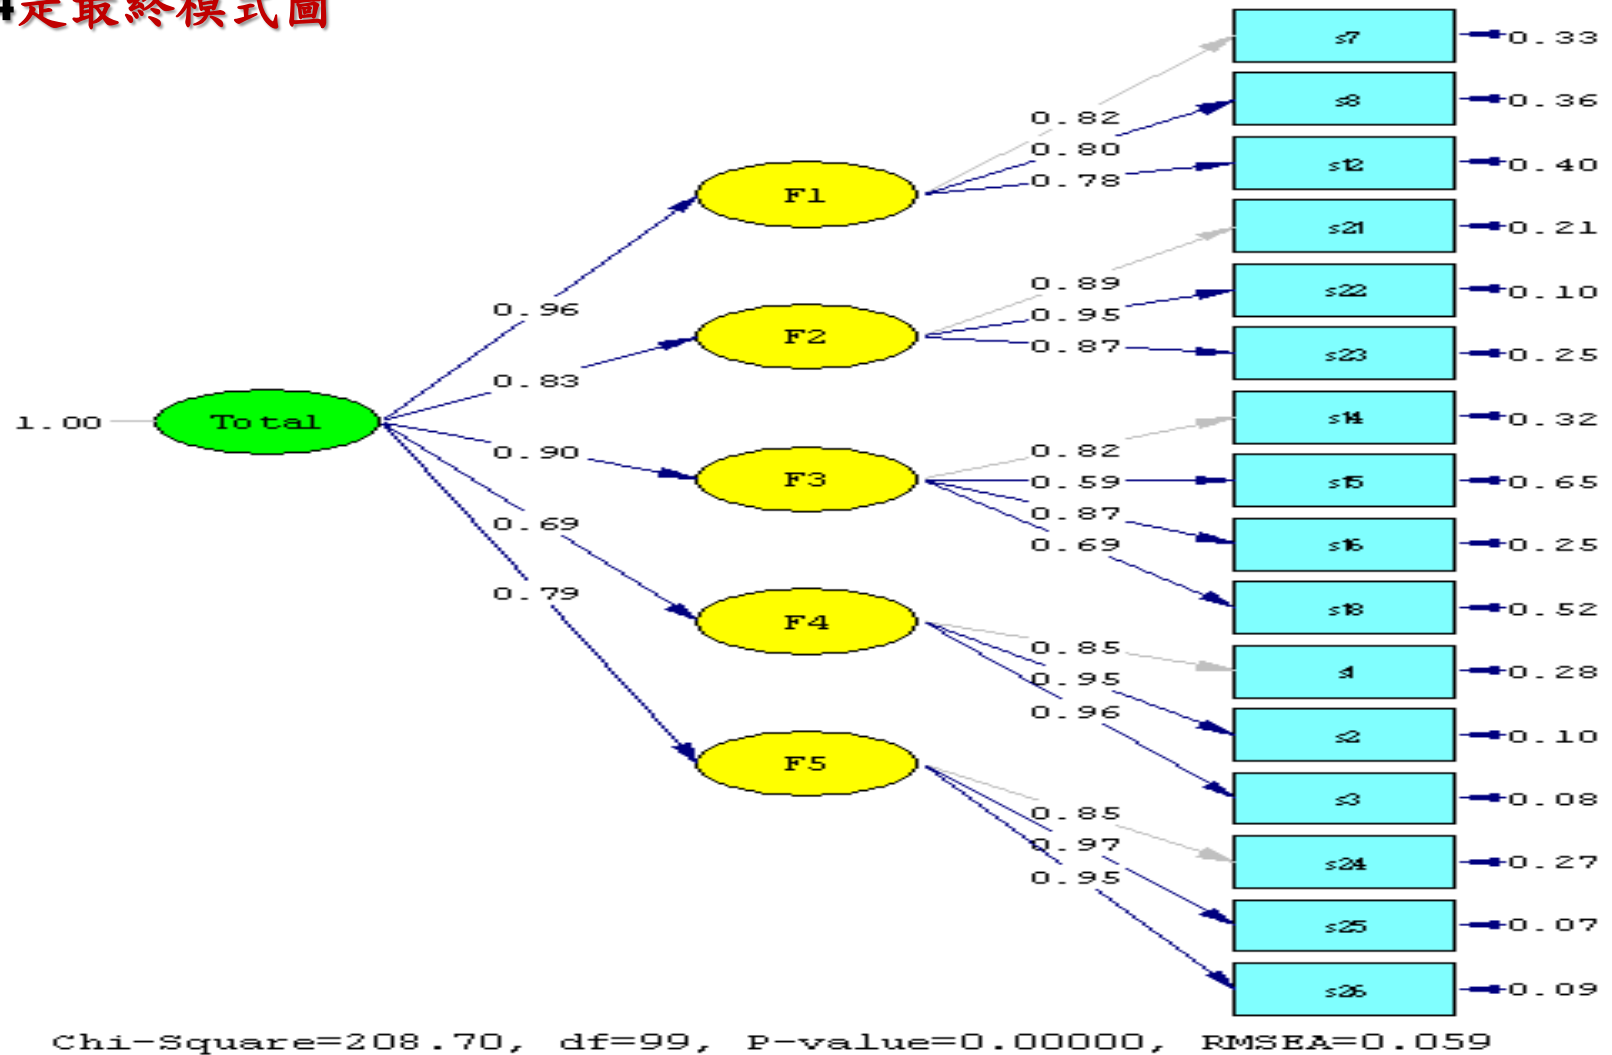 4定最終模式圖
s7 0.33
0.82
s8 0.36
0.80
s12 0.40
0.78
F1
s21 0.21
0.89
s22 0.10
0.96
0.95
F2
0.87
s23 0.25
0.83
s14 0.32
1.00 Total
0.82
0.90
F3
0.59
s15 0.65
0.87
0.69
s16 0.25
0.69
0.79
s18 0.52
F4
0.85
s1 0.28
0.95
0.96
s2 0.10
F5
s3 0.08
0.85
0.97
s24 0.27
0.95
s25 0.07
s26 0.09
Chi-Square=208.70, df=99, P-value=0.00000, RMSEA=0.059